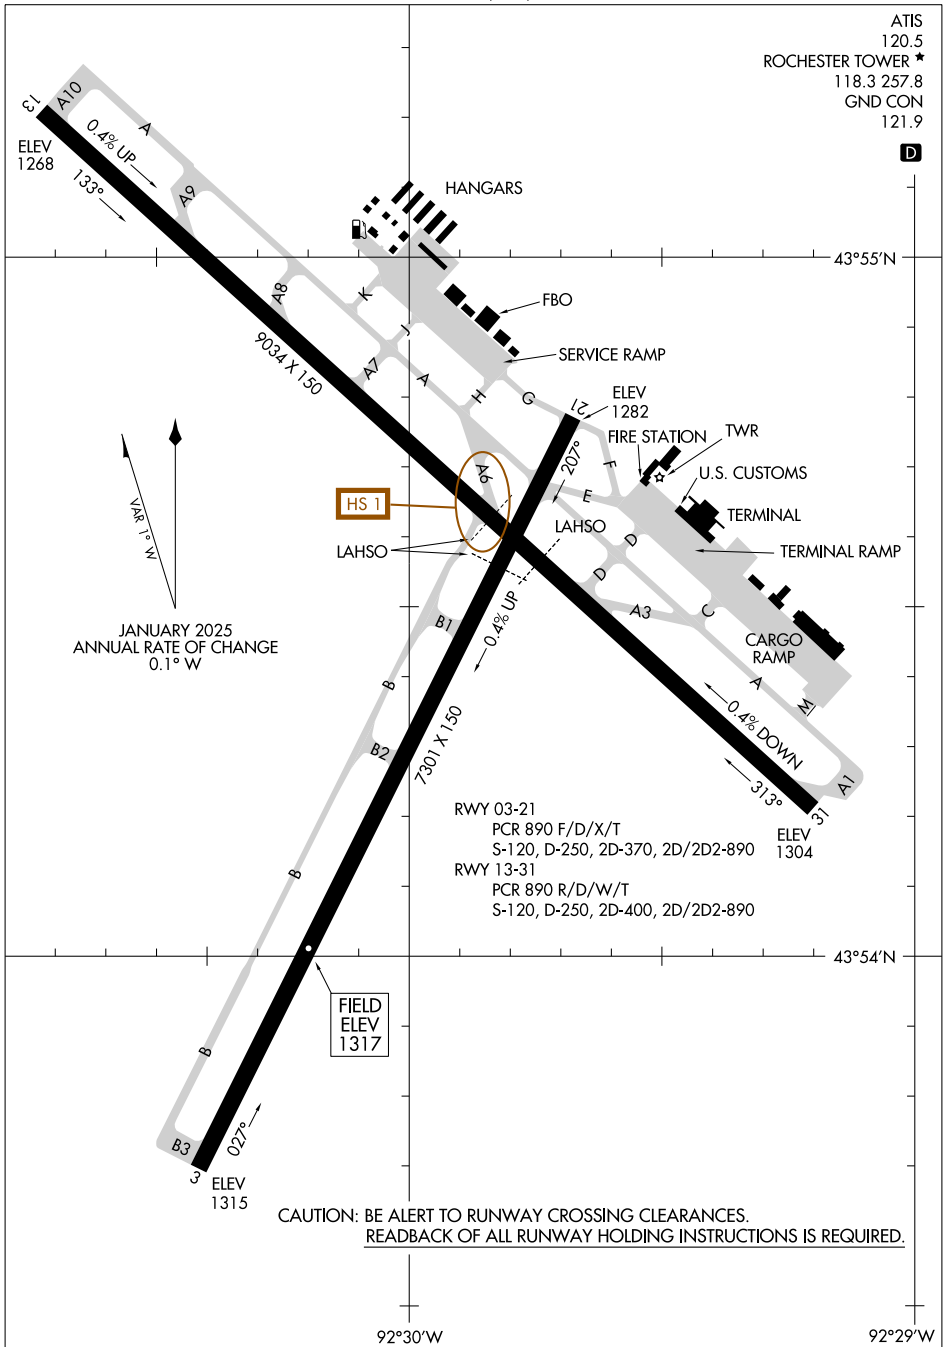 ATIS
120.5
ROCHESTER TOWER ★
118.3 257.8
GND CON
121.9
D
13
A10
A
0.4% UP
ELEV
1268
133°
A9
HANGARS
43°55'N
A8
K
FBO
J
9034 X 150
SERVICE RAMP
A7
A
H
G
ELEV
1282
21
FIRE STATION
TWR
207°
F
U.S. CUSTOMS
A6
HS 1
E
TERMINAL
VAR 1° W
LAHSO
LAHSO
D
TERMINAL RAMP
D
A3
C
0.4% UP
B1
JANUARY 2025
ANNUAL RATE OF CHANGE
0.1° W
CARGO
RAMP
B
A
M
0.4% DOWN
B2
7301 X 150
313°
A1
31
ELEV
1304
RWY 03-21
PCR 890 F/D/X/T
S-120, D-250, 2D-370, 2D/2D2-890
RWY 13-31
PCR 890 R/D/W/T
S-120, D-250, 2D-400, 2D/2D2-890
B
43°54'N
FIELD
ELEV
1317
B
027°
B3
3
ELEV
1315
CAUTION: BE ALERT TO RUNWAY CROSSING CLEARANCES.
READBACK OF ALL RUNWAY HOLDING INSTRUCTIONS IS REQUIRED.
92°30'W
92°29'W